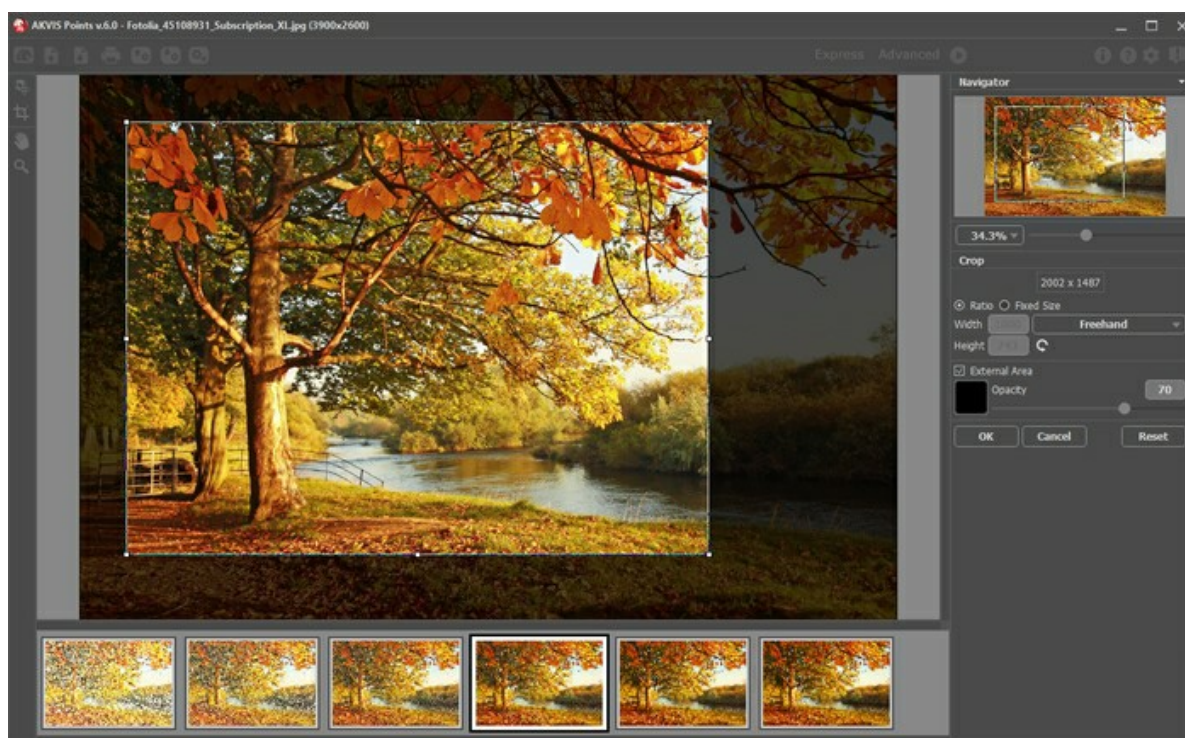 AKVIS Points v.6.0 - Fotolia_45108931_Subscription_XL.jpg (3900x2600)
Express Advanced
Navigator
34.3%
Crop
2002 x 1487
Ratio Fixed Size
Width Freehand
Height
External Area
Opacity 70
OK Cancel Reset